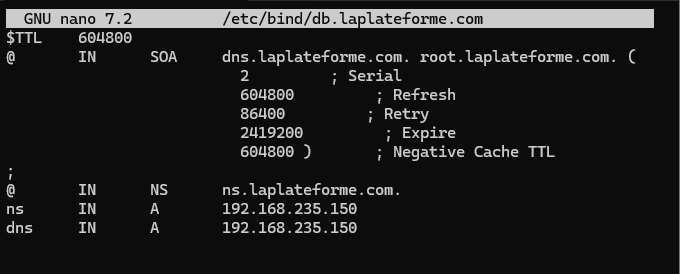 GNU nano 7.2 /etc/bind/db.laplateforme.com
$TTL 604800
@ IN SOA dns.laplateforme.com. root.laplateforme.com. (
2 ; Serial
604800 ; Refresh
86400 ; Retry
2419200 ; Expire
604800 ) ; Negative Cache TTL
;
@ IN NS ns.laplateforme.com.
ns IN A 192.168.235.150
dns IN A 192.168.235.150